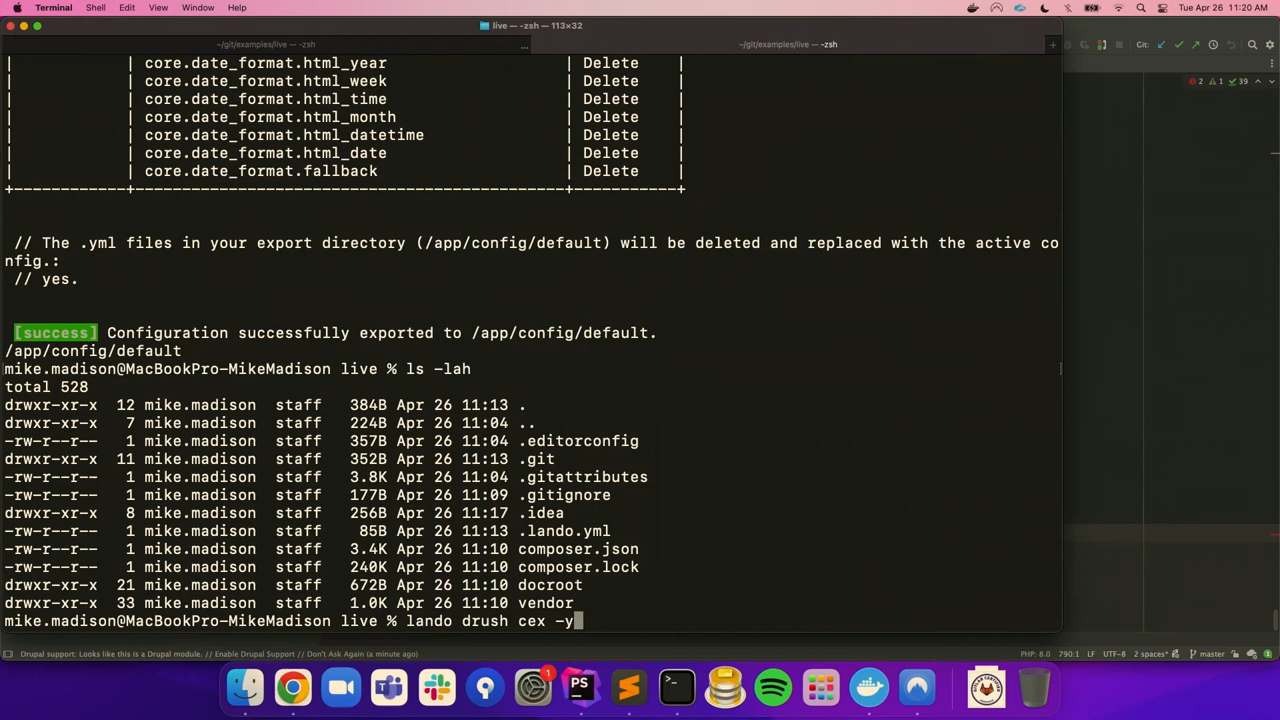 Terminal Shell Edit View Window Help Tue Apr 26 11:20 AM
live — -zsh — 113×32
~/git/examples/live — -zsh ... ~/git/examples/live — -zsh +
Git:
| | core.date_format.html_year | Delete |
| | core.date_format.html_week | Delete |
2 1 39
| | core.date_format.html_time | Delete |
| | core.date_format.html_month | Delete |
| | core.date_format.html_datetime | Delete |
| | core.date_format.html_date | Delete |
| | core.date_format.fallback | Delete |
+------------+-----------------------------------------------+-----------+
// The .yml files in your export directory (/app/config/default) will be deleted and replaced with the active co
nfig.:
// yes.
[success] Configuration successfully exported to /app/config/default.
/app/config/default
mike.madison@MacBookPro-MikeMadison live % ls -lah
total 528
drwxr-xr-x 12 mike.madison staff 384B Apr 26 11:13 .
drwxr-xr-x 7 mike.madison staff 224B Apr 26 11:04 ..
-rw-r--r-- 1 mike.madison staff 357B Apr 26 11:04 .editorconfig
drwxr-xr-x 11 mike.madison staff 352B Apr 26 11:13 .git
-rw-r--r-- 1 mike.madison staff 3.8K Apr 26 11:04 .gitattributes
-rw-r--r-- 1 mike.madison staff 177B Apr 26 11:09 .gitignore
drwxr-xr-x 8 mike.madison staff 256B Apr 26 11:17 .idea
-rw-r--r-- 1 mike.madison staff 85B Apr 26 11:13 .lando.yml
-rw-r--r-- 1 mike.madison staff 3.4K Apr 26 11:10 composer.json
-rw-r--r-- 1 mike.madison staff 240K Apr 26 11:10 composer.lock
drwxr-xr-x 21 mike.madison staff 672B Apr 26 11:10 docroot
drwxr-xr-x 33 mike.madison staff 1.0K Apr 26 11:10 vendor
mike.madison@MacBookPro-MikeMadison live % lando drush cex -y
Drupal support: Looks like this is a Drupal module. // Enable Drupal Support // Don't Ask Again (a minute ago) PHP: 8.0 790:1 LF UTF-8 2 spaces* master
1
PS